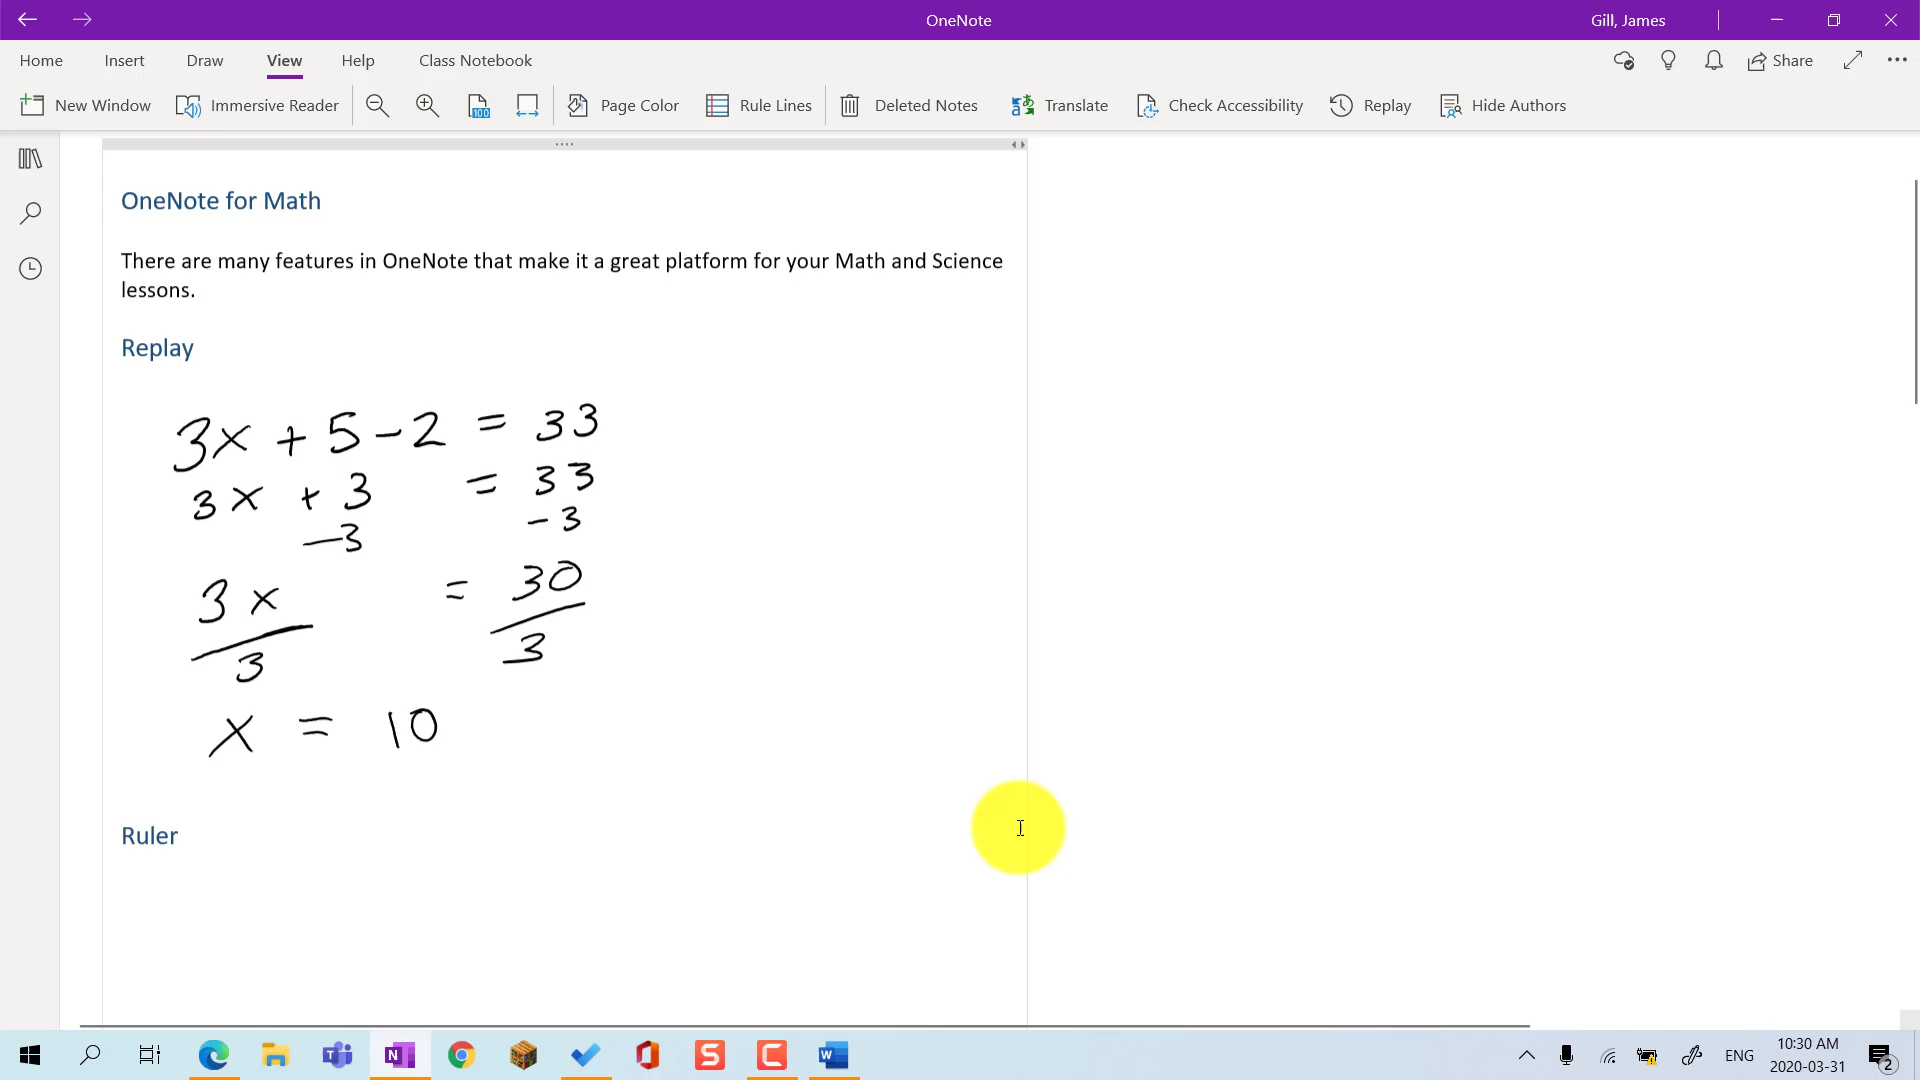 OneNote
Gill, James
Home Insert Draw View Help Class Notebook
Share
New Window Immersive Reader 100 Page Color Rule Lines Deleted Notes Translate Check Accessibility Replay Hide Authors
OneNote for Math
There are many features in OneNote that make it a great platform for your Math and Science
lessons.
Replay
3x + 5 - 2 = 33
3x + 3 = 33
-3 -3
3x = 30
3 3
x = 10
Ruler
ENG
10:30 AM
2020-03-31
2